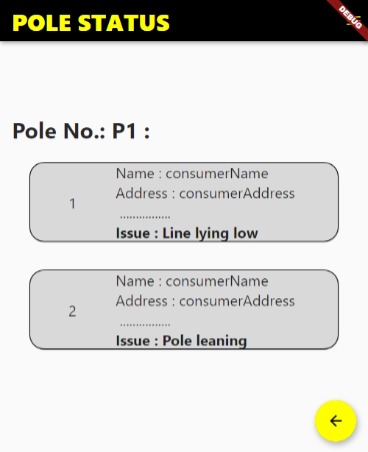 POLE STATUS
DEBUG
Pole No.: P1 :
1
Name : consumerName
Address : consumerAddress
................
Issue : Line lying low
2
Name : consumerName
Address : consumerAddress
................
Issue : Pole leaning